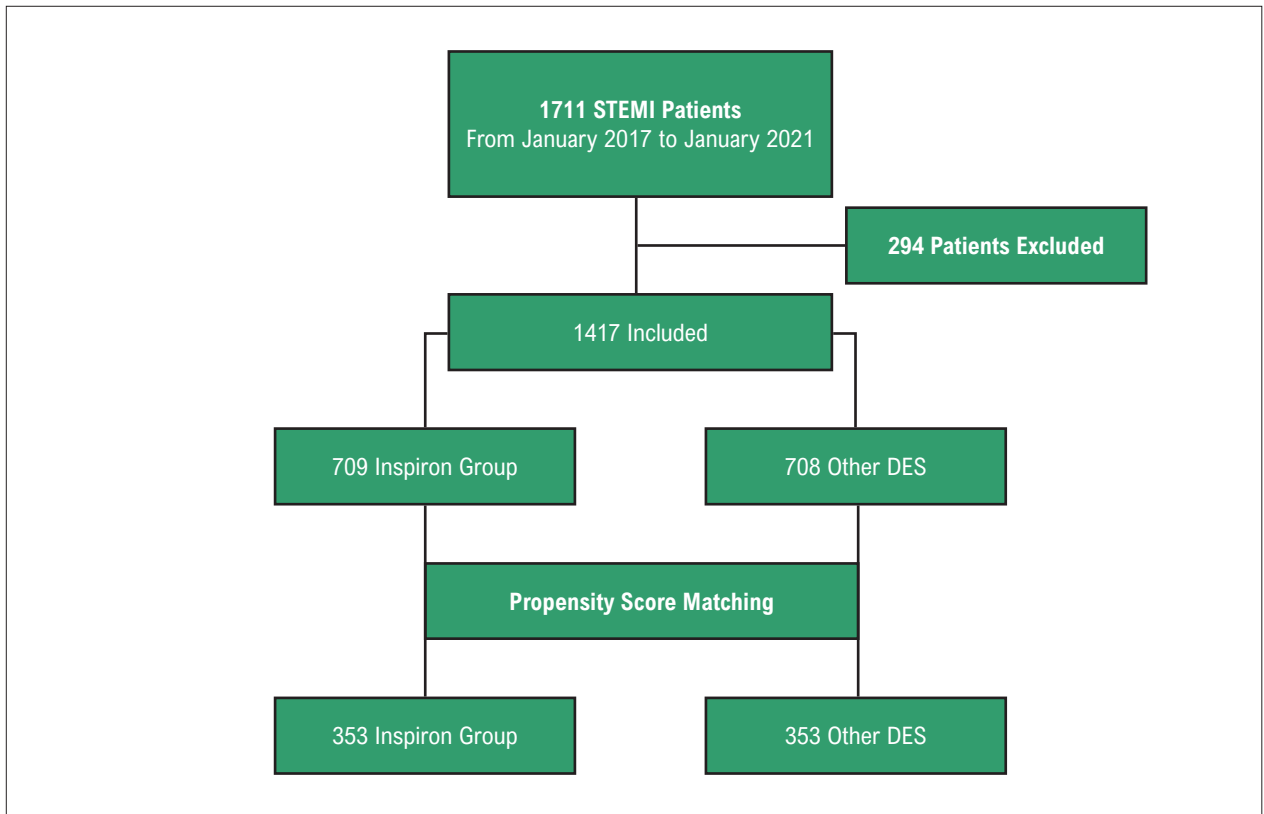 1711 STEMI Patients
From January 2017 to January 2021
294 Patients Excluded
1417 Included
709 Inspiron Group
708 Other DES
Propensity Score Matching
353 Inspiron Group
353 Other DES